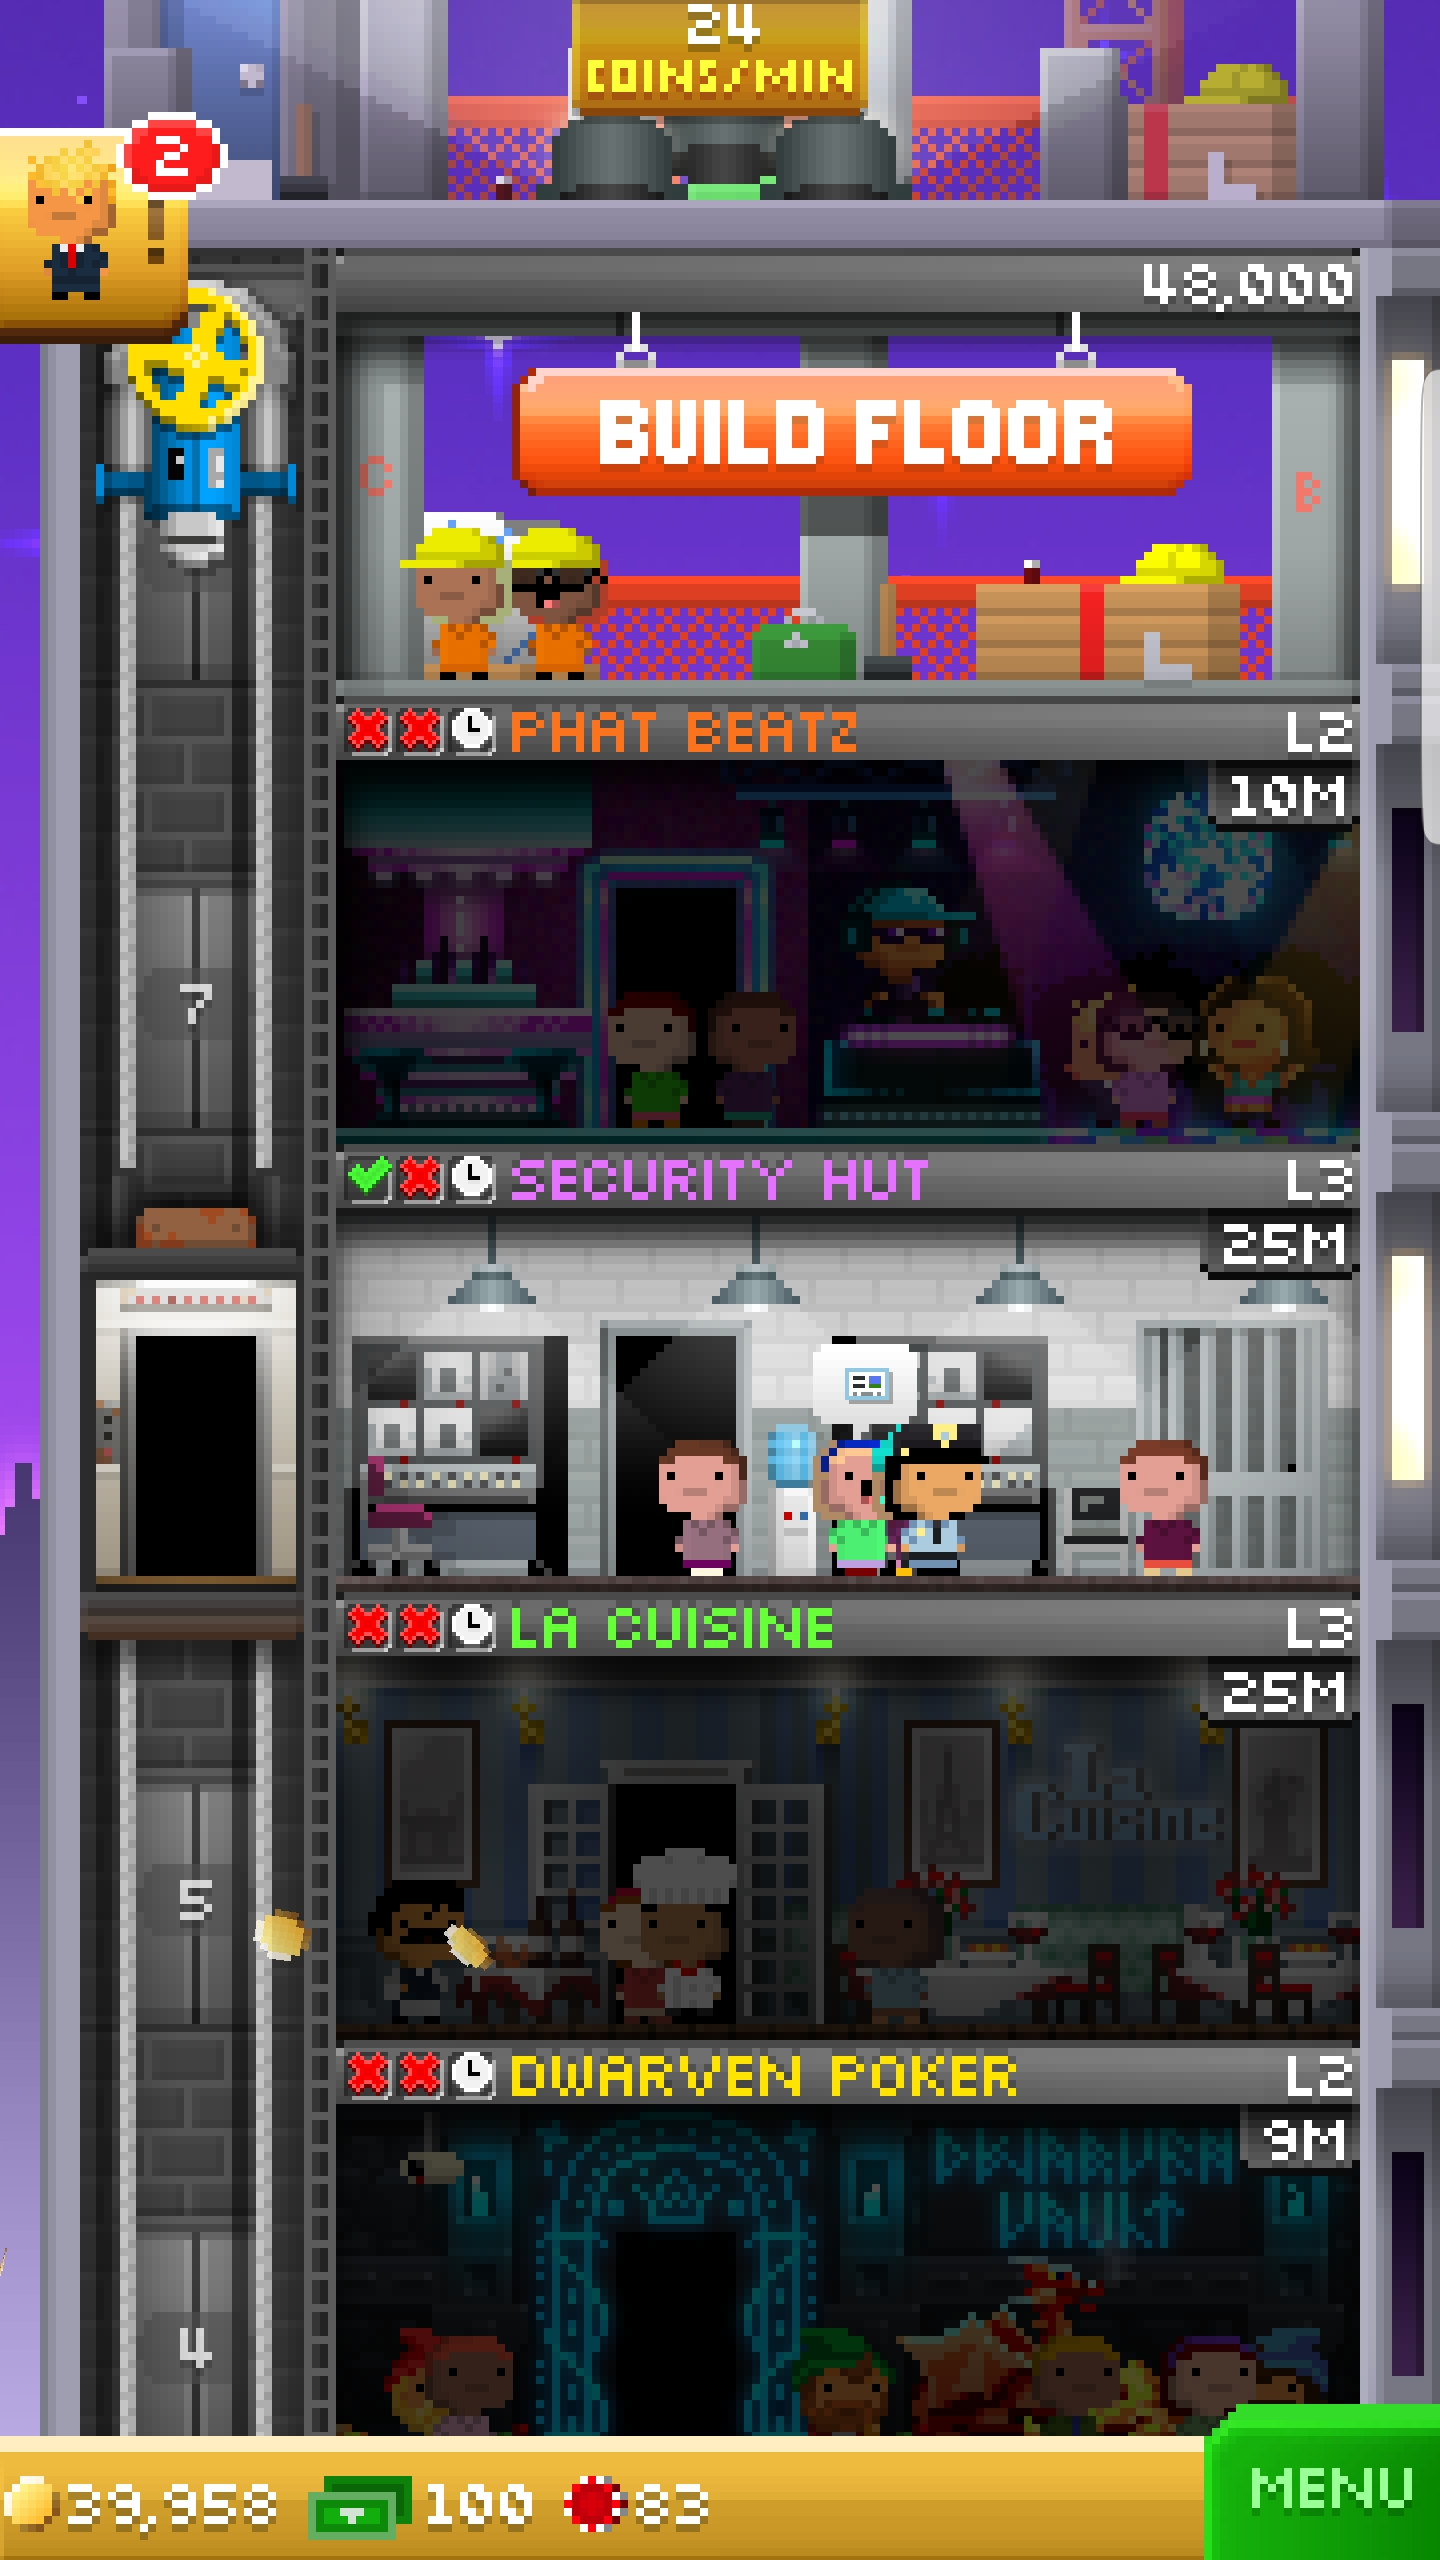 24
COINS/MIN
2
!
48,000
BUILD FLOOR
C
B
PHAT BEATZ
L2
10M
7
SECURITY HUT
L3
25M
LA CUISINE
L3
25M
La
Cuisine
5
DWARVEN POKER
L2
9M
DWARVEN
VAULT
4
39,958
100
83
MENU